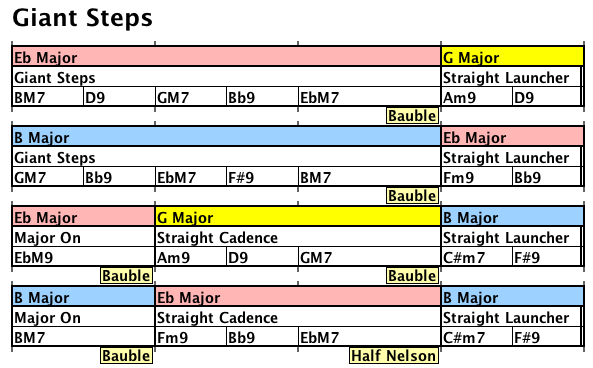 Giant Steps
Eb Major G Major
Giant Steps Straight Launcher
BM7 D9 GM7 Bb9 EbM7 Am9 D9
Bauble
B Major Eb Major
Giant Steps Straight Launcher
GM7 Bb9 EbM7 F#9 BM7 Fm9 Bb9
Bauble
Eb Major G Major B Major
Major On Straight Cadence Straight Launcher
EbM9 Am9 D9 GM7 C#m7 F#9
Bauble Bauble
B Major Eb Major B Major
Major On Straight Cadence Straight Launcher
BM7 Fm9 Bb9 EbM7 C#m7 F#9
Bauble Half Nelson